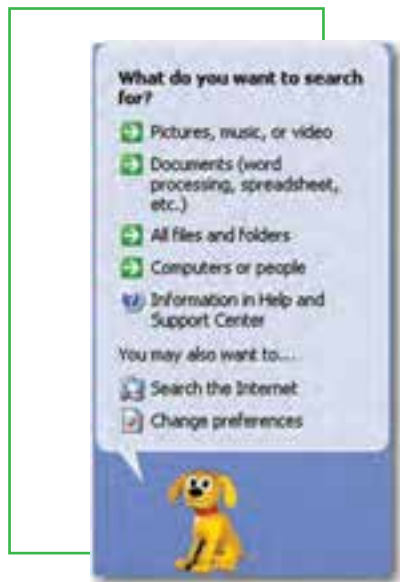 What do you want to search
for?
Pictures, music, or video
Documents (word
processing, spreadsheet,
etc.)
All files and folders
Computers or people
Information in Help and
Support Center
You may also want to...
Search the Internet
Change preferences